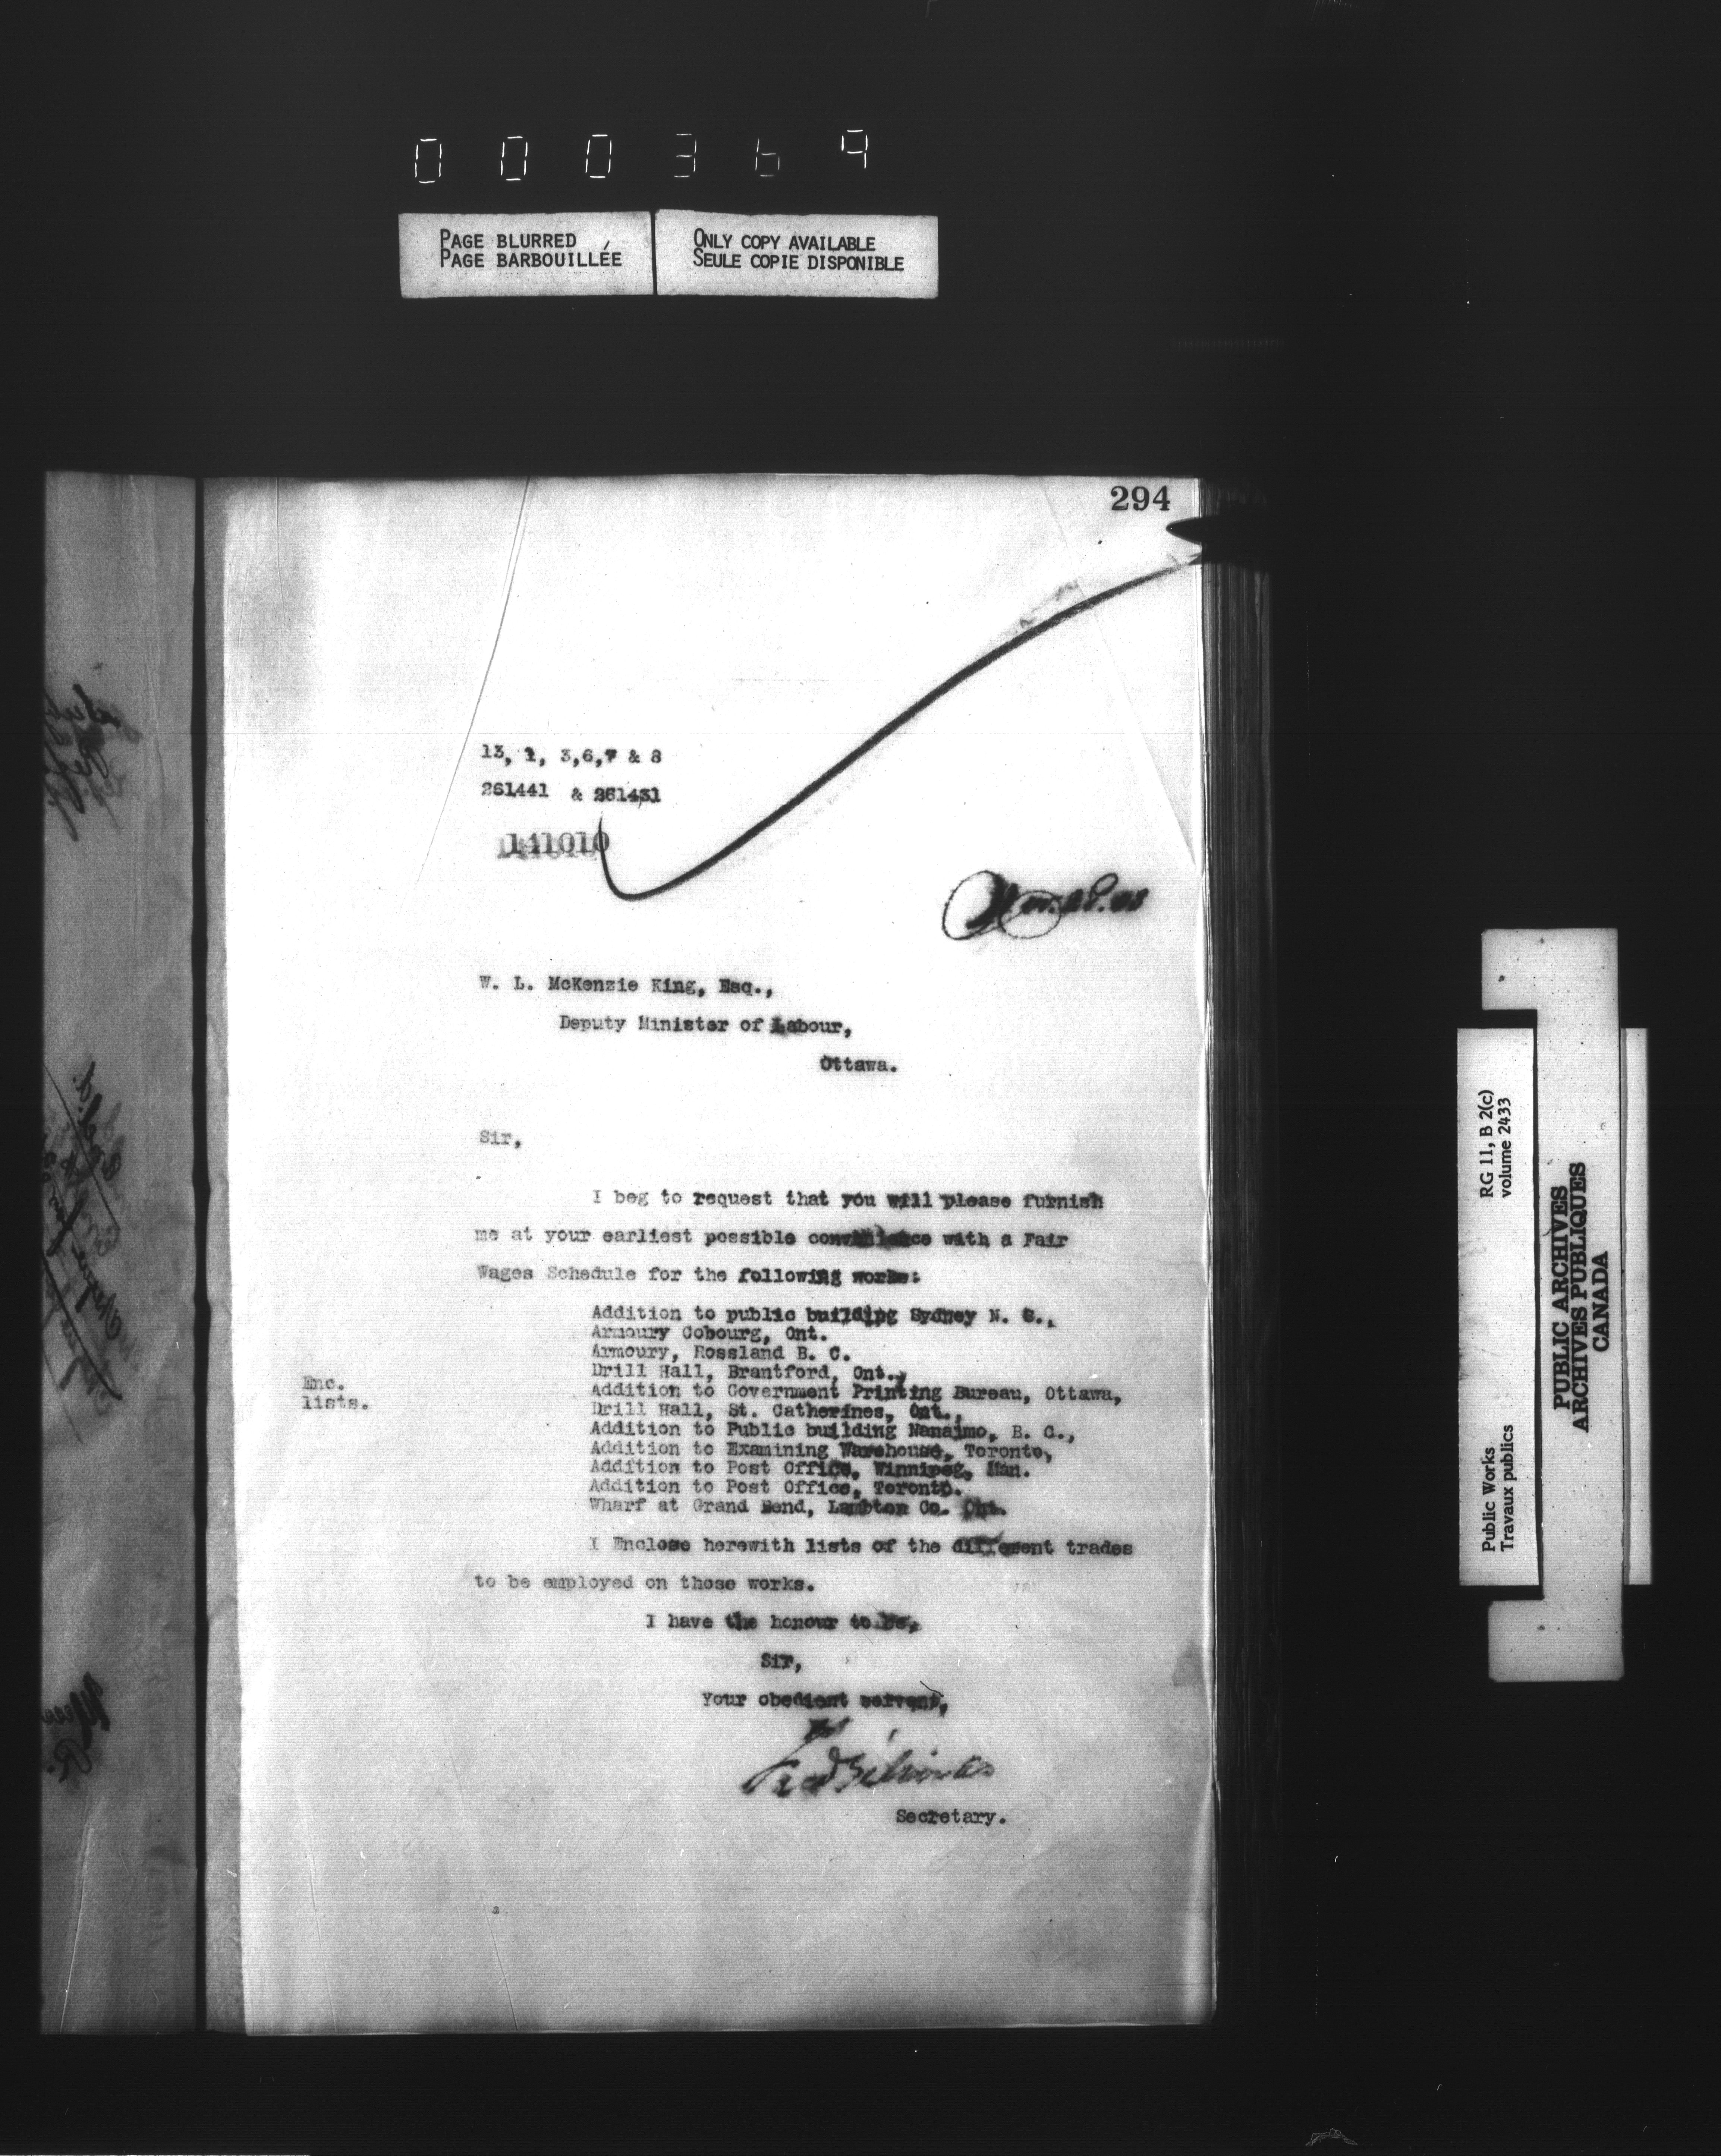 000369
PAGE BLURRED
PAGE BARBOUILLÉE
ONLY COPY AVAILABLE
SEULE COPIE DISPONIBLE
294
13, 1, 3,6,7 & 8
261441 & 261431
141010
W. L. McKenzie King, Esq.,
Deputy Minister of Labour,
Ottawa.
Sir,
I beg to request that you will please furnish
me at your earliest possible convenience with a Fair
Wages Schedule for the following works:
Addition to public building Sydney N. S.,
Armoury Cobourg, Ont.
Armoury, Rossland B. C.
Drill Hall, Brantford, Ont.,
Enc.
lists.
Addition to Government Printing Bureau, Ottawa,
Drill Hall, St. Catherines, Ont.,
Addition to Public building Nanaimo, B. C.,
Addition to Examining Warehouse, Toronto,
Addition to Post Office, Winnipeg, Man.
Addition to Post Office, Toronto.
Wharf at Grand Bend, Lambton Co. Ont.
I Enclose herewith lists of the different trades
to be employed on those works.
I have the honour to be,
Sir,
Your obedient servant,
Secretary.
Public Works
Travaux publics
RG 11, B 2(c)
volume 2433
PUBLIC ARCHIVES
ARCHIVES PUBLIQUES
CANADA